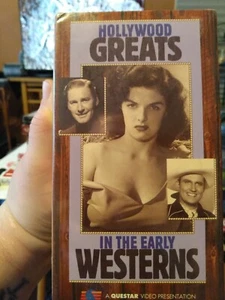 HOLLYWOOD
GREATS
IN THE EARLY
WESTERNS
A QUESTAR VIDEO PRESENTATION